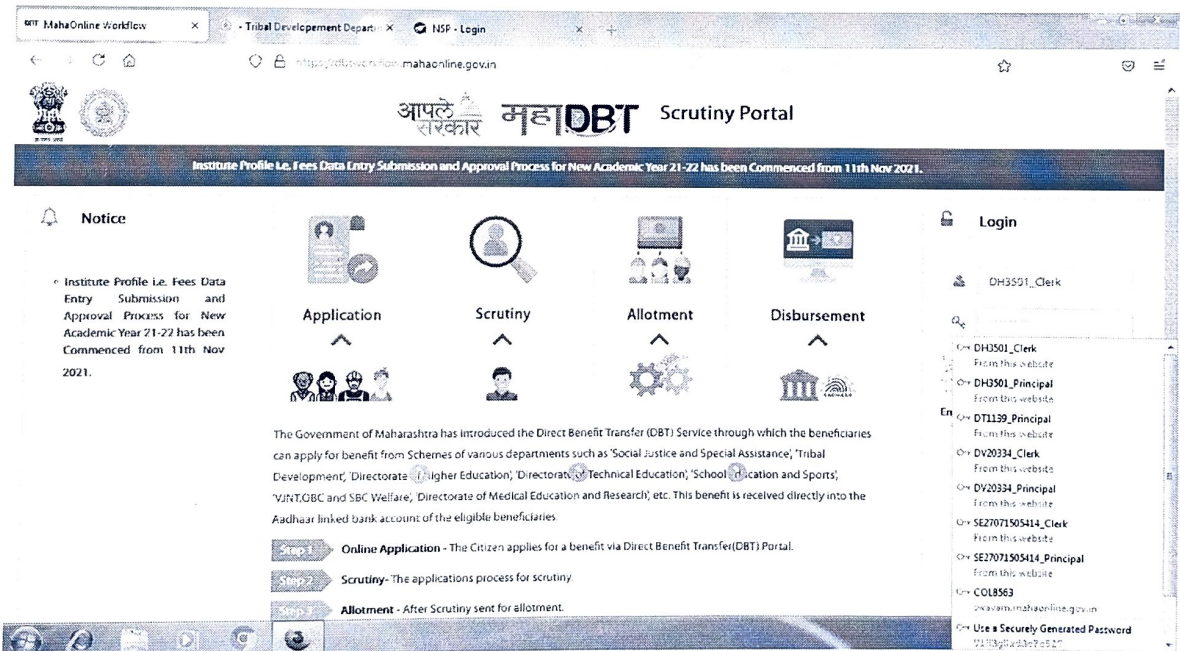 MahaOnline Workflow
- Tribal Developement Depart
NSP - Login
mahaonline.gov.in
आपले सरकार महाDBT Scrutiny Portal
Institute Profile i.e. Fees Data Entry Submission and Approval Process for New Academic Year 21-22 has been Commenced from 11th Nov 2021.
Notice
Institute Profile i.e. Fees Data
Entry Submission and
Approval Process for New
Academic Year 21-22 has been
Commenced from 11th Nov
2021.
Application
Scrutiny
Allotment
Disbursement
The Government of Maharashtra has introduced the Direct Benefit Transfer (DBT) Service through which the beneficiaries
can apply for benefit from Schemes of various departments such as 'Social Justice and Special Assistance', 'Tribal
Development', 'Directorate Higher Education', 'Directorate of Technical Education', 'School Education and Sports',
'VJNT,OBC and SBC Welfare', 'Directorate of Medical Education and Research', etc. This benefit is received directly into the
Aadhaar linked bank account of the eligible beneficiaries
Step 1 Online Application - The Citizen applies for a benefit via Direct Benefit Transfer(DBT) Portal.
Step 2 Scrutiny- The applications process for scrutiny.
Step 3 Allotment - After Scrutiny sent for allotment.
Login
DH3501_Clerk
DH3501_Clerk
From this website
DH3501_Principal
From this website
DT1139_Principal
From this website
DV20334_Clerk
From this website
DV20334_Principal
From this website
SE27071505414_Clerk
From this website
SE27071505414_Principal
From this website
COL8563
En
Use a Securely Generated Password